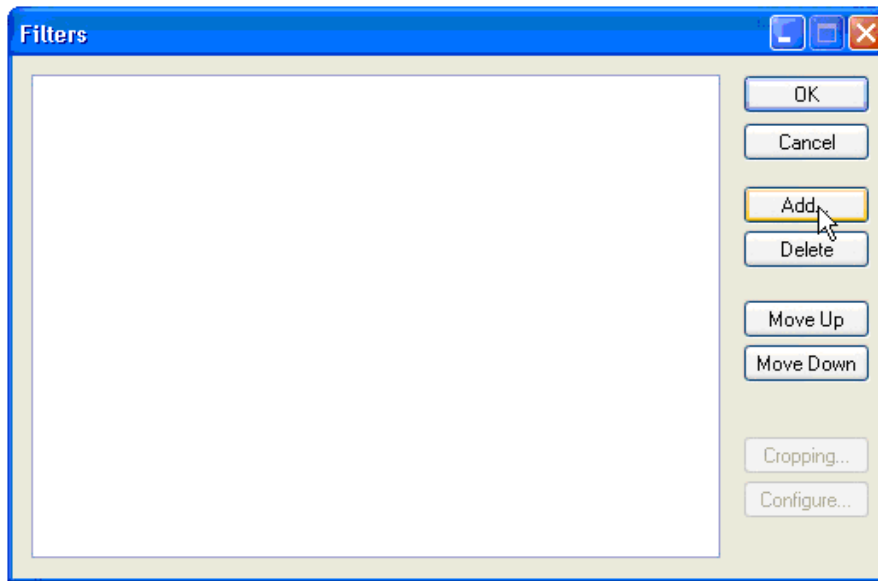 Filters
OK
Cancel
Add...
Delete
Move Up
Move Down
Cropping...
Configure...